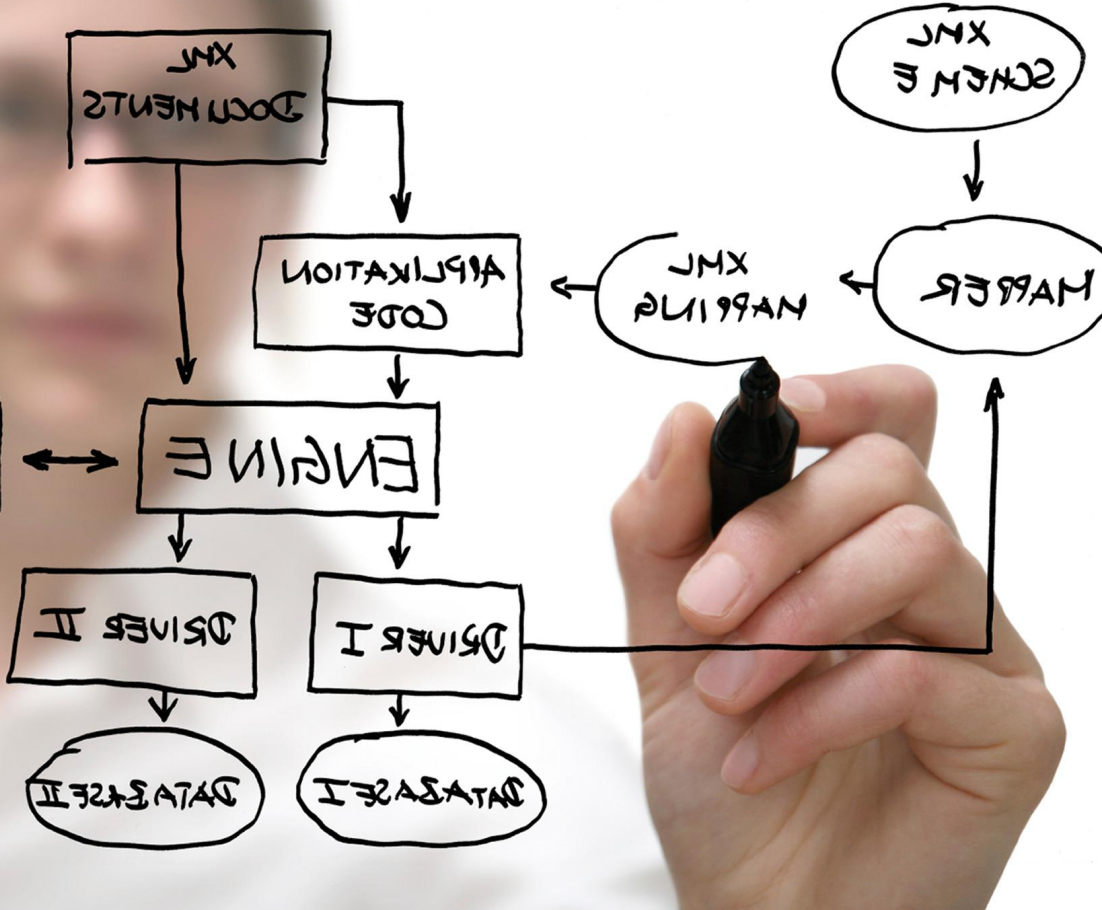 XML
SCHEME
XML
DOCUMENTS
MAPPER
XML
MAPPING
APPLIKATION
CODE
ENGINE
DRIVER I
DRIVER II
DATABASE I
DATABASE II